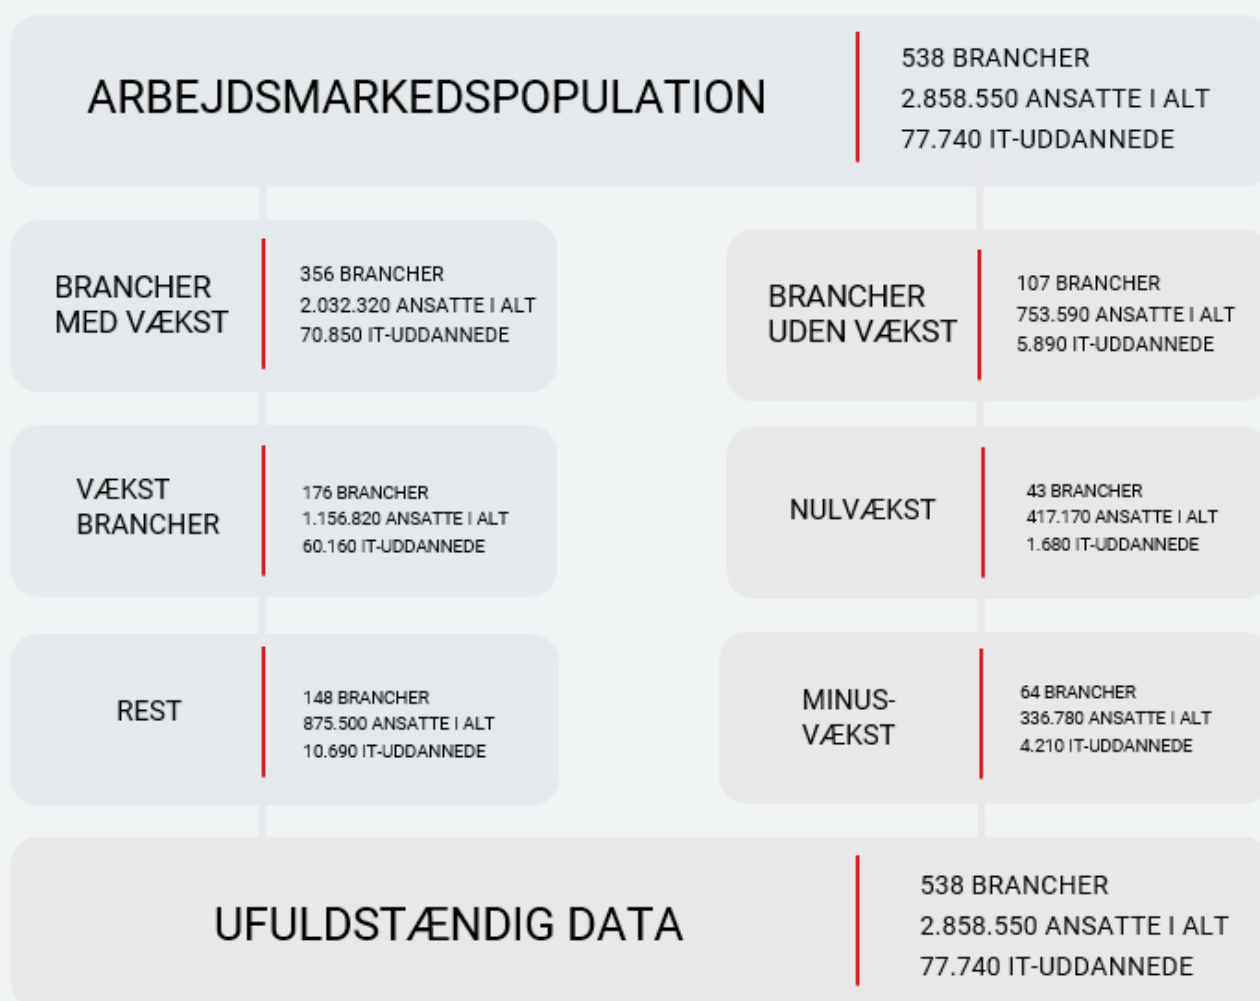 ARBEJDSMARKEDSPOPULATION
538 BRANCHER
2.858.550 ANSATTE I ALT
77.740 IT-UDDANNEDE
BRANCHER
MED VÆKST
356 BRANCHER
2.032.320 ANSATTE I ALT
70.850 IT-UDDANNEDE
BRANCHER
UDEN VÆKST
107 BRANCHER
753.590 ANSATTE I ALT
5.890 IT-UDDANNEDE
VÆKST
BRANCHER
176 BRANCHER
1.156.820 ANSATTE I ALT
60.160 IT-UDDANNEDE
NULVÆKST
43 BRANCHER
417.170 ANSATTE I ALT
1.680 IT-UDDANNEDE
REST
148 BRANCHER
875.500 ANSATTE I ALT
10.690 IT-UDDANNEDE
MINUS-
VÆKST
64 BRANCHER
336.780 ANSATTE I ALT
4.210 IT-UDDANNEDE
UFULDSTÆNDIG DATA
538 BRANCHER
2.858.550 ANSATTE I ALT
77.740 IT-UDDANNEDE